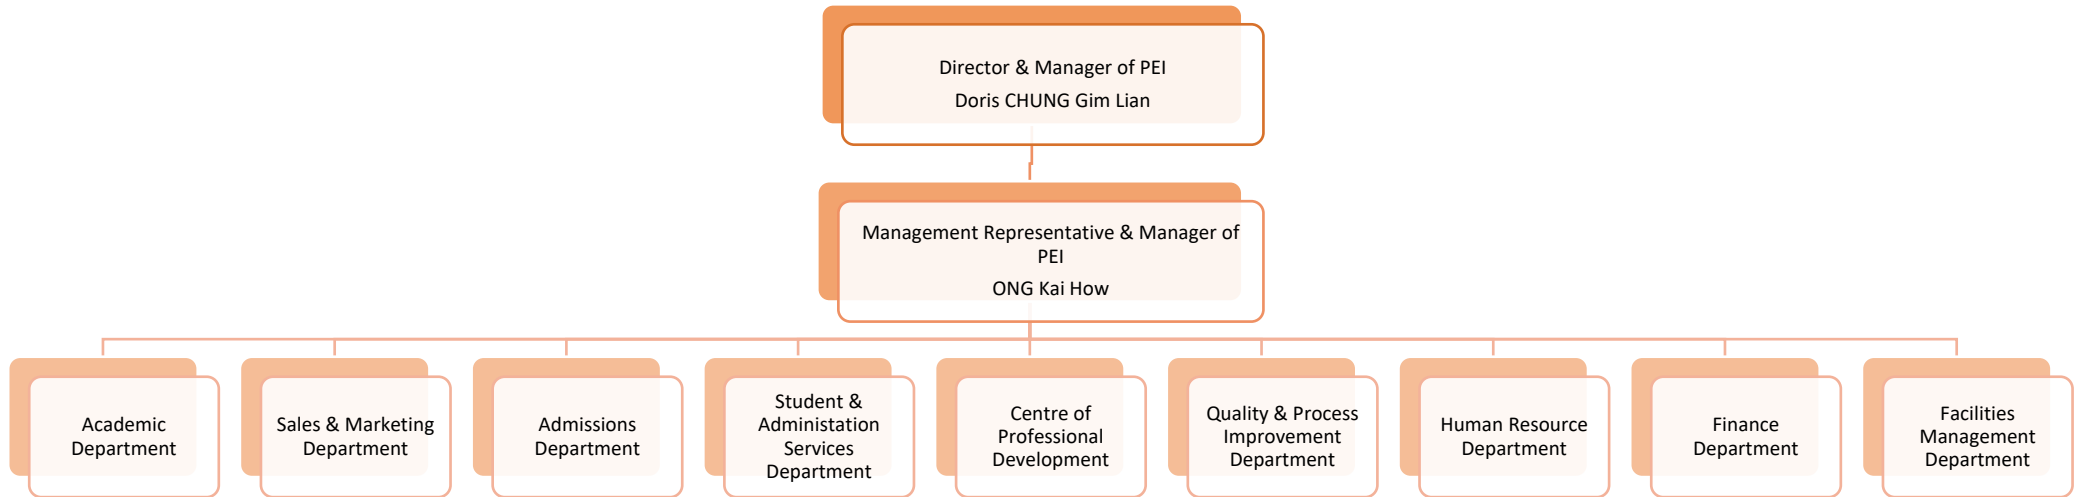 Director & Manager of PEI
Doris CHUNG Gim Lian
Management Representative & Manager of
PEI
ONG Kai How
Academic
Department
Sales & Marketing
Department
Admissions
Department
Student &
Administation
Services
Department
Centre of
Professional
Development
Quality & Process
Improvement
Department
Human Resource
Department
Finance
Department
Facilities
Management
Department